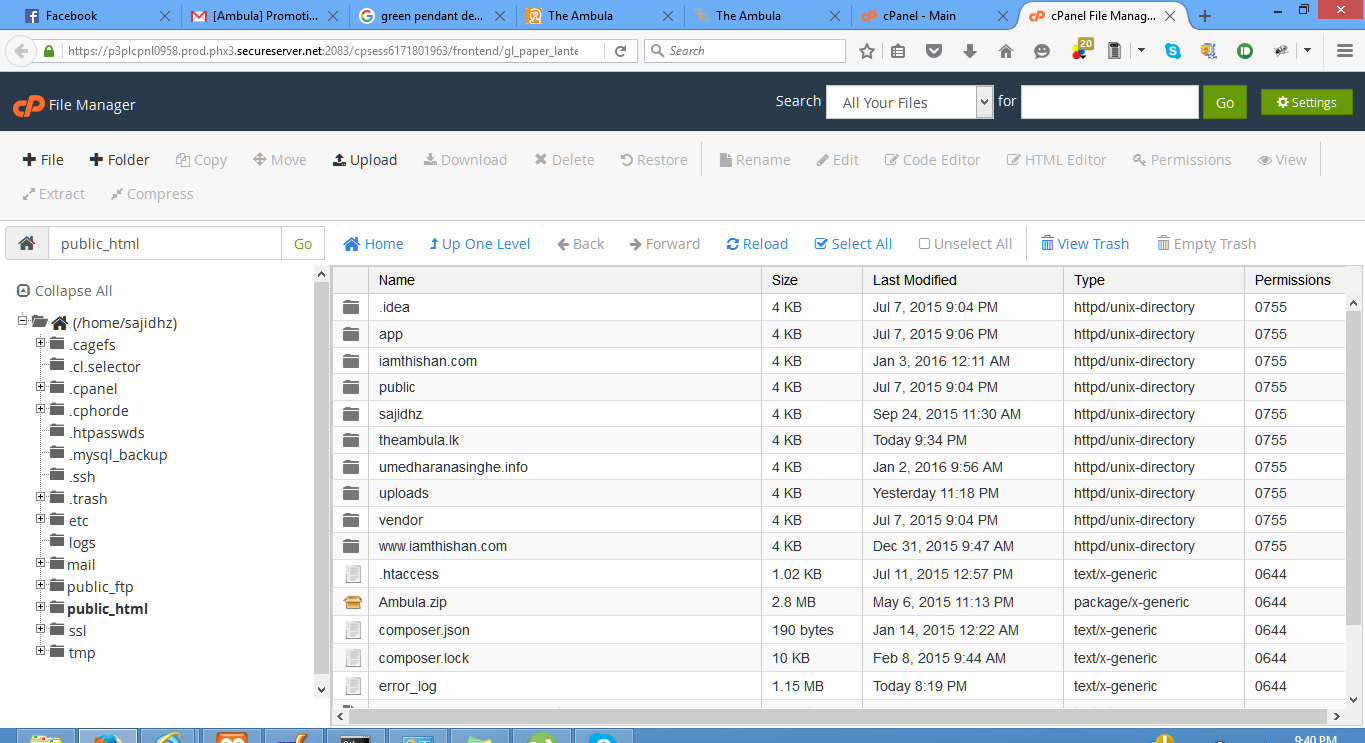 Facebook [Ambula] Promoti... green pendant de... The Ambula The Ambula cPanel - Main cPanel File Manag...
https://p3plcpnl0958.prod.phx3.secureserver.net:2083/cpsess6171801963/frontend/gl_paper_lante Search 20
cP File Manager Search All Your Files for Go Settings
File Folder Copy Move Upload Download Delete Restore Rename Edit Code Editor HTML Editor Permissions View
Extract Compress
public_html Go Home Up One Level Back Forward Reload Select All Unselect All View Trash Empty Trash
Collapse All
(/home/sajidhz)
.cagefs
.cl.selector
.cpanel
.cphorde
.htpasswds
.mysql_backup
.ssh
.trash
etc
logs
mail
public_ftp
public_html
ssl
tmp
Name Size Last Modified Type Permissions
.idea 4 KB Jul 7, 2015 9:04 PM httpd/unix-directory 0755
app 4 KB Jul 7, 2015 9:06 PM httpd/unix-directory 0755
iamthishan.com 4 KB Jan 3, 2016 12:11 AM httpd/unix-directory 0755
public 4 KB Jul 7, 2015 9:04 PM httpd/unix-directory 0755
sajidhz 4 KB Sep 24, 2015 11:30 AM httpd/unix-directory 0755
theambula.lk 4 KB Today 9:34 PM httpd/unix-directory 0755
umedharanasinghe.info 4 KB Jan 2, 2016 9:56 AM httpd/unix-directory 0755
uploads 4 KB Yesterday 11:18 PM httpd/unix-directory 0755
vendor 4 KB Jul 7, 2015 9:04 PM httpd/unix-directory 0755
www.iamthishan.com 4 KB Dec 31, 2015 9:47 AM httpd/unix-directory 0755
.htaccess 1.02 KB Jul 11, 2015 12:57 PM text/x-generic 0644
Ambula.zip 2.8 MB May 6, 2015 11:13 PM package/x-generic 0644
composer.json 190 bytes Jan 14, 2015 12:22 AM text/x-generic 0644
composer.lock 10 KB Feb 8, 2015 9:44 AM text/x-generic 0644
error_log 1.15 MB Today 8:19 PM text/x-generic 0644
9:40 PM